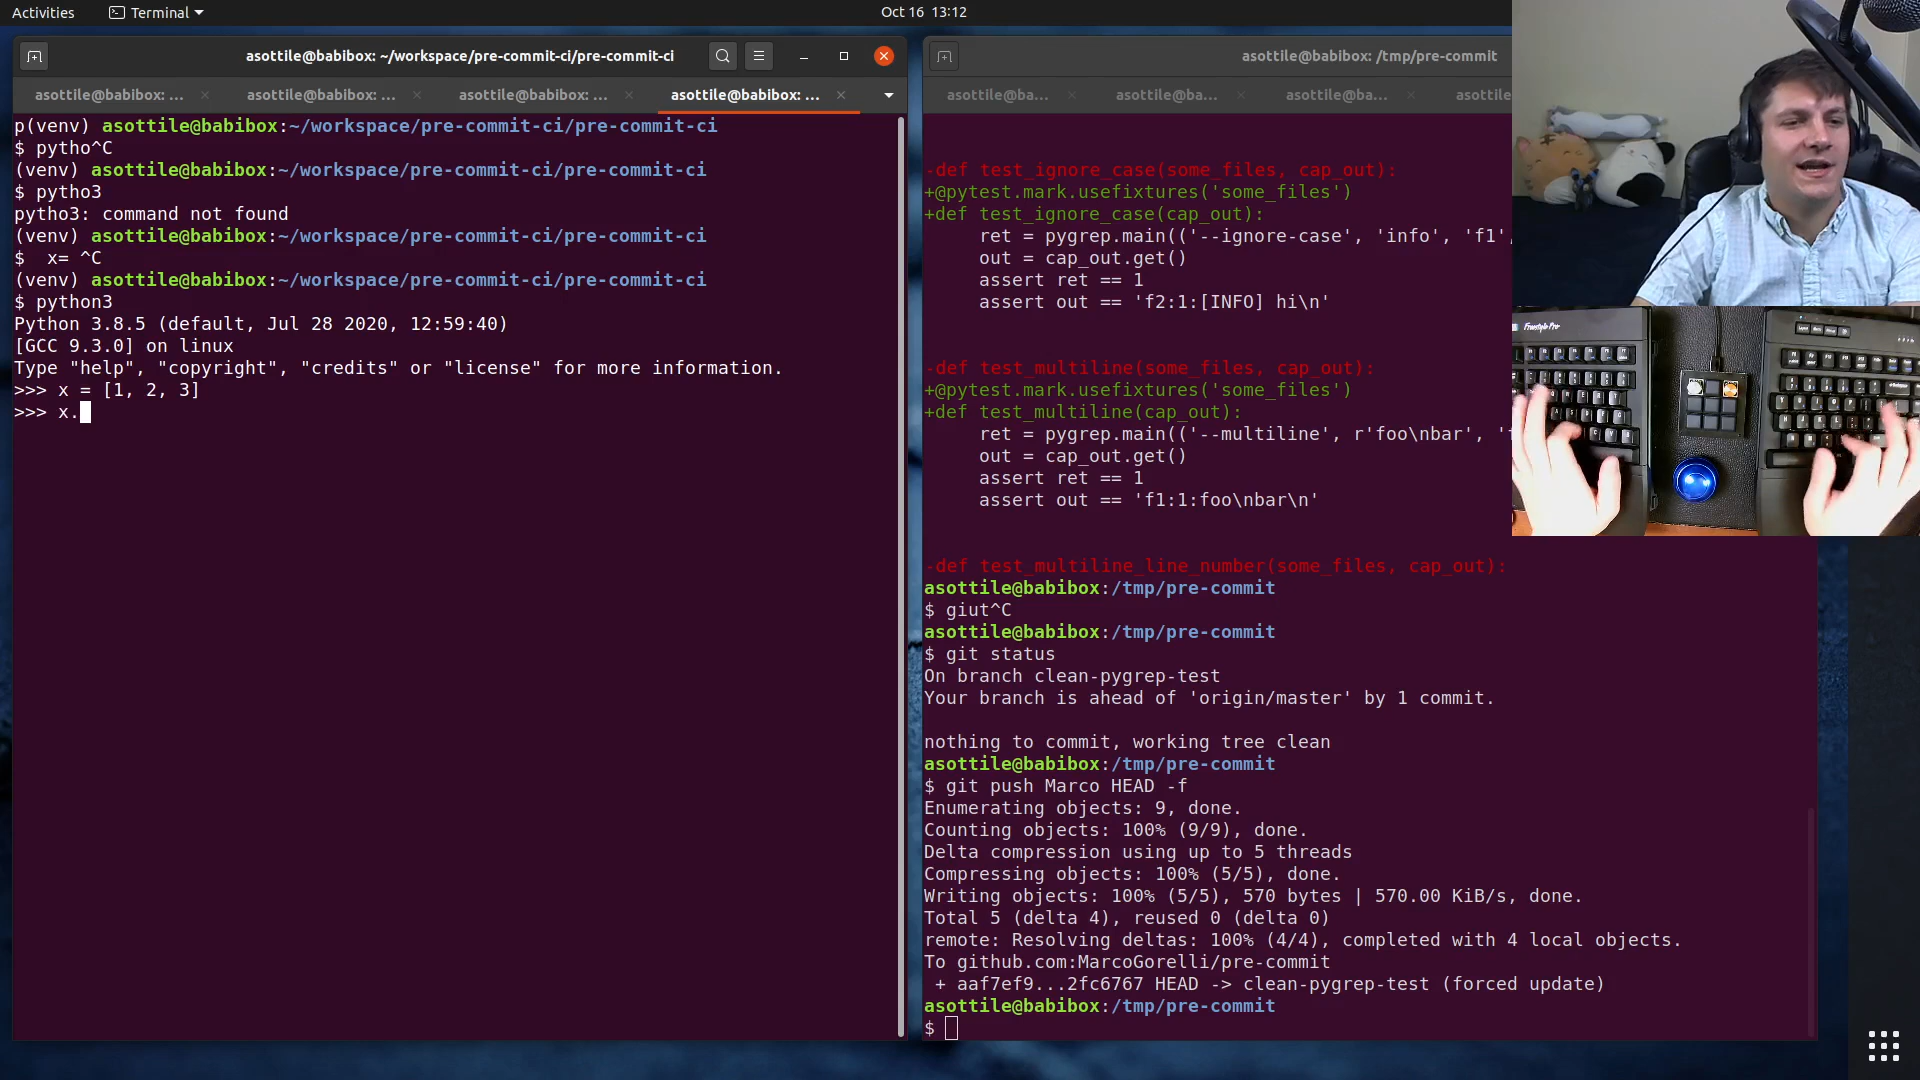 Activities
Terminal
Oct 16 13:12
asottile@babibox: ~/workspace/pre-commit-ci/pre-commit-ci
asottile@babibox: ...
asottile@babibox: ...
asottile@babibox: ...
asottile@babibox: ...
p(venv) asottile@babibox:~/workspace/pre-commit-ci/pre-commit-ci
$ pytho^C
(venv) asottile@babibox:~/workspace/pre-commit-ci/pre-commit-ci
$ pytho3
pytho3: command not found
(venv) asottile@babibox:~/workspace/pre-commit-ci/pre-commit-ci
$  x= ^C
(venv) asottile@babibox:~/workspace/pre-commit-ci/pre-commit-ci
$ python3
Python 3.8.5 (default, Jul 28 2020, 12:59:40)
[GCC 9.3.0] on linux
Type "help", "copyright", "credits" or "license" for more information.
>>> x = [1, 2, 3]
>>> x.
asottile@babibox: /tmp/pre-commit
asottile@ba...
asottile@ba...
asottile@ba...
asottile
-def test_ignore_case(some_files, cap_out):
+@pytest.mark.usefixtures('some_files')
+def test_ignore_case(cap_out):
     ret = pygrep.main(('--ignore-case', 'info', 'f1',
     out = cap_out.get()
     assert ret == 1
     assert out == 'f2:1:[INFO] hi\n'
-def test_multiline(some_files, cap_out):
+@pytest.mark.usefixtures('some_files')
+def test_multiline(cap_out):
     ret = pygrep.main(('--multiline', r'foo\nbar', 'f
     out = cap_out.get()
     assert ret == 1
     assert out == 'f1:1:foo\nbar\n'
-def test_multiline_line_number(some_files, cap_out):
asottile@babibox:/tmp/pre-commit
$ giut^C
asottile@babibox:/tmp/pre-commit
$ git status
On branch clean-pygrep-test
Your branch is ahead of 'origin/master' by 1 commit.
nothing to commit, working tree clean
asottile@babibox:/tmp/pre-commit
$ git push Marco HEAD -f
Enumerating objects: 9, done.
Counting objects: 100% (9/9), done.
Delta compression using up to 5 threads
Compressing objects: 100% (5/5), done.
Writing objects: 100% (5/5), 570 bytes | 570.00 KiB/s, done.
Total 5 (delta 4), reused 0 (delta 0)
remote: Resolving deltas: 100% (4/4), completed with 4 local objects.
To github.com:MarcoGorelli/pre-commit
 + aaf7ef9...2fc6767 HEAD -> clean-pygrep-test (forced update)
asottile@babibox:/tmp/pre-commit
$
Freestyle Pro